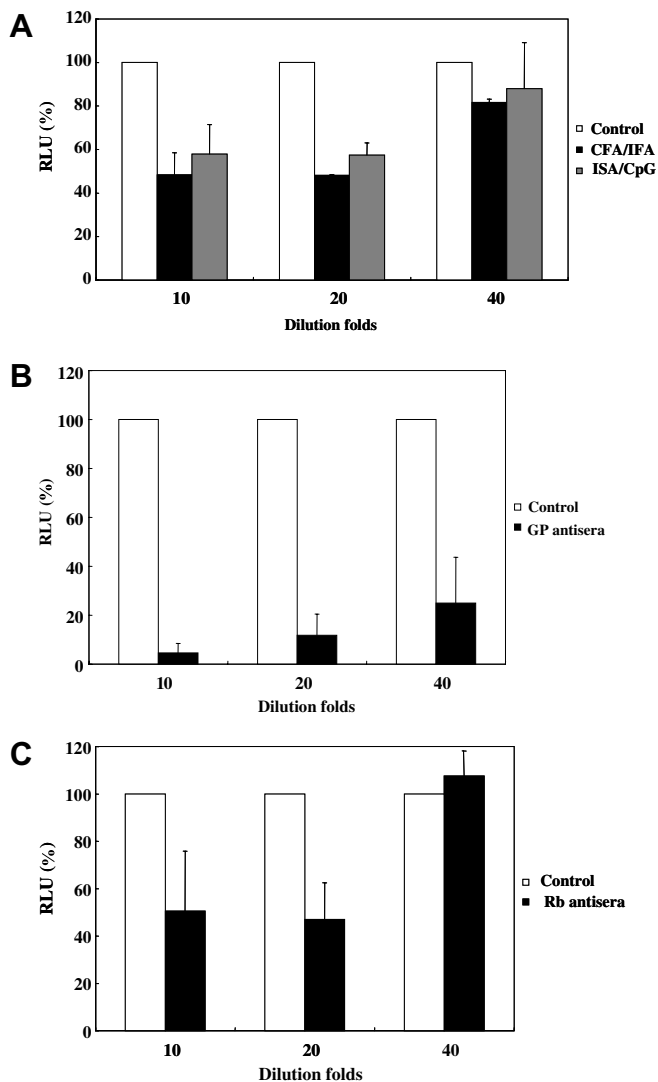 A
120
100
80
60
40
20
0
RLU (%)
10 20 40
Dilution folds
Control
CFA/IFA
ISA/CpG
B
120
100
80
60
40
20
0
RLU (%)
10 20 40
Dilution folds
Control
GP antisera
C
120
100
80
60
40
20
0
RLU (%)
10 20 40
Dilution folds
Control
Rb antisera